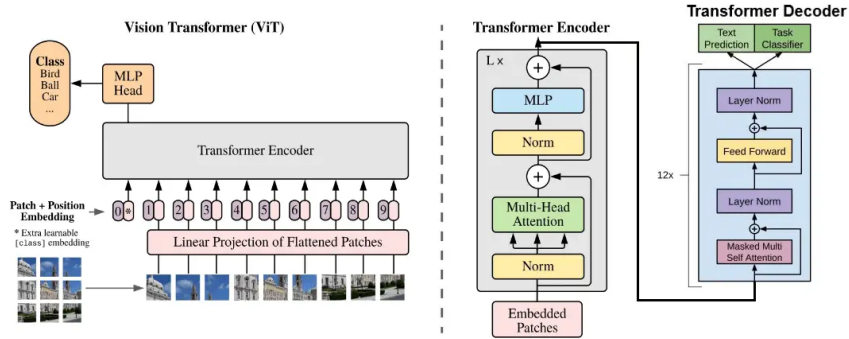 Vision Transformer (ViT)
Class
Bird
Ball
Car
...
MLP
Head
Transformer Encoder
Patch + Position
Embedding
0 * 1 2 3 4 5 6 7 8 9
* Extra learnable
[class] embedding
Linear Projection of Flattened Patches
Transformer Encoder
L x
+
MLP
Norm
+
Multi-Head
Attention
Norm
Embedded
Patches
Transformer Decoder
Text
Prediction
Task
Classifier
Layer Norm
+
Feed Forward
12x
Layer Norm
+
Masked Multi
Self Attention